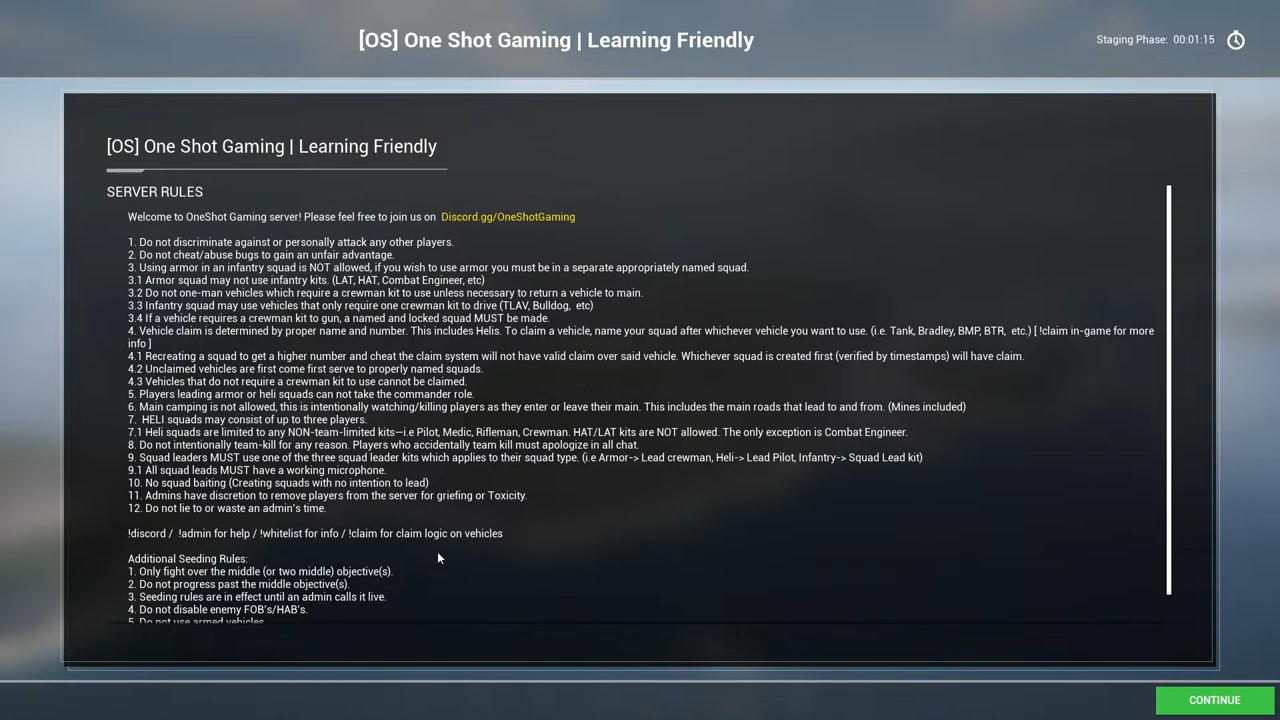 [OS] One Shot Gaming | Learning Friendly
Staging Phase: 00:01:15
[OS] One Shot Gaming | Learning Friendly
SERVER RULES
Welcome to OneShot Gaming server! Please feel free to join us on Discord.gg/OneShotGaming
1. Do not discriminate against or personally attack any other players.
2. Do not cheat/abuse bugs to gain an unfair advantage.
3. Using armor in an infantry squad is NOT allowed, if you wish to use armor you must be in a separate appropriately named squad.
3.1 Armor squad may not use infantry kits. (LAT, HAT, Combat Engineer, etc)
3.2 Do not one-man vehicles which require a crewman kit to use unless necessary to return a vehicle to main.
3.3 Infantry squad may use vehicles that only require one crewman kit to drive (TLAV, Bulldog, etc)
3.4 If a vehicle requires a crewman kit to gun, a named and locked squad MUST be made.
4. Vehicle claim is determined by proper name and number. This includes Helis. To claim a vehicle, name your squad after whichever vehicle you want to use. (i.e. Tank, Bradley, BMP, BTR, etc.) [ !claim in-game for more
info ]
4.1 Recreating a squad to get a higher number and cheat the claim system will not have valid claim over said vehicle. Whichever squad is created first (verified by timestamps) will have claim.
4.2 Unclaimed vehicles are first come first serve to properly named squads.
4.3 Vehicles that do not require a crewman kit to use cannot be claimed.
5. Players leading armor or heli squads can not take the commander role.
6. Main camping is not allowed, this is intentionally watching/killing players as they enter or leave their main. This includes the main roads that lead to and from. (Mines included)
7. HELI squads may consist of up to three players.
7.1 Heli squads are limited to any NON-team-limited kits—i.e Pilot, Medic, Rifleman, Crewman. HAT/LAT kits are NOT allowed. The only exception is Combat Engineer.
8. Do not intentionally team-kill for any reason. Players who accidentally team kill must apologize in all chat.
9. Squad leaders MUST use one of the three squad leader kits which applies to their squad type. (i.e Armor-> Lead crewman, Heli-> Lead Pilot, Infantry-> Squad Lead kit)
9.1 All squad leads MUST have a working microphone.
10. No squad baiting (Creating squads with no intention to lead)
11. Admins have discretion to remove players from the server for griefing or Toxicity.
12. Do not lie to or waste an admin's time.
!discord / !admin for help / !whitelist for info / !claim for claim logic on vehicles
Additional Seeding Rules:
1. Only fight over the middle (or two middle) objective(s).
2. Do not progress past the middle objective(s).
3. Seeding rules are in effect until an admin calls it live.
4. Do not disable enemy FOB's/HAB's.
5. Do not use armed vehicles
CONTINUE